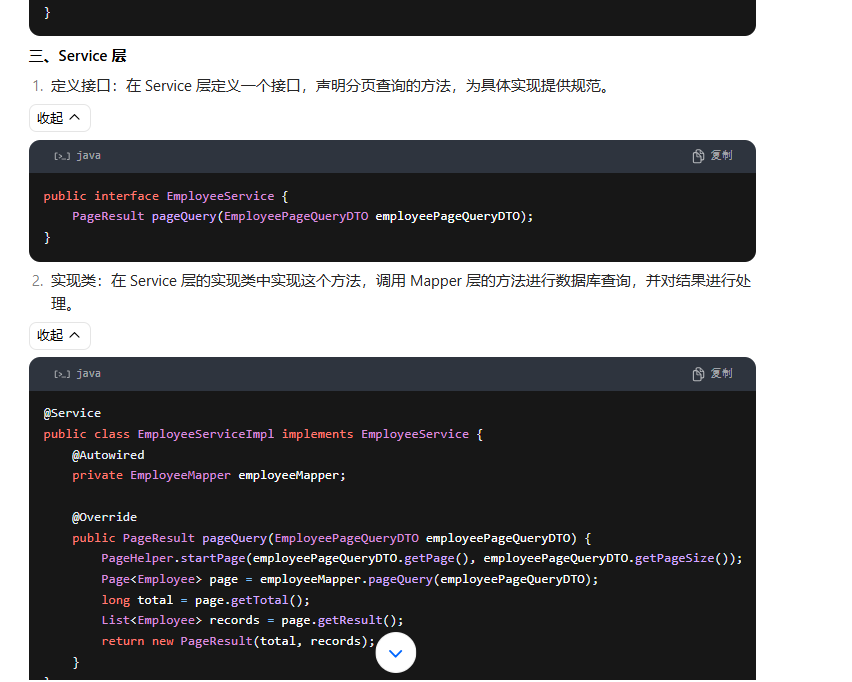 }
三、Service 层
1. 定义接口：在 Service 层定义一个接口，声明分页查询的方法，为具体实现提供规范。
收起
[>_] java 复制
public interface EmployeeService {
    PageResult pageQuery(EmployeePageQueryDTO employeePageQueryDTO);
}
2. 实现类：在 Service 层的实现类中实现这个方法，调用 Mapper 层的方法进行数据库查询，并对结果进行处
理。
收起
[>_] java 复制
@Service
public class EmployeeServiceImpl implements EmployeeService {
    @Autowired
    private EmployeeMapper employeeMapper;
    @Override
    public PageResult pageQuery(EmployeePageQueryDTO employeePageQueryDTO) {
        PageHelper.startPage(employeePageQueryDTO.getPage(), employeePageQueryDTO.getPageSize());
        Page<Employee> page = employeeMapper.pageQuery(employeePageQueryDTO);
        long total = page.getTotal();
        List<Employee> records = page.getResult();
        return new PageResult(total, records);
    }
}